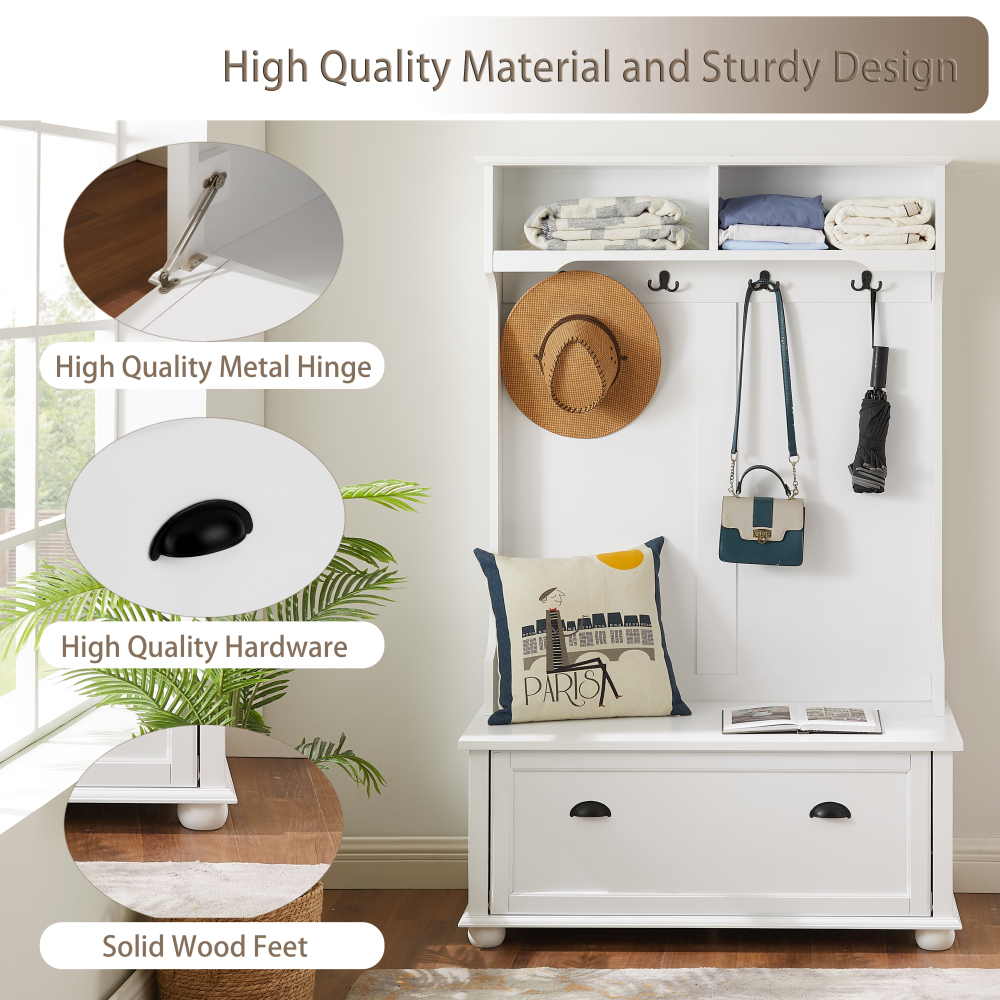 High Quality Material and Sturdy Design
High Quality Metal Hinge
High Quality Hardware
PARIS
Solid Wood Feet